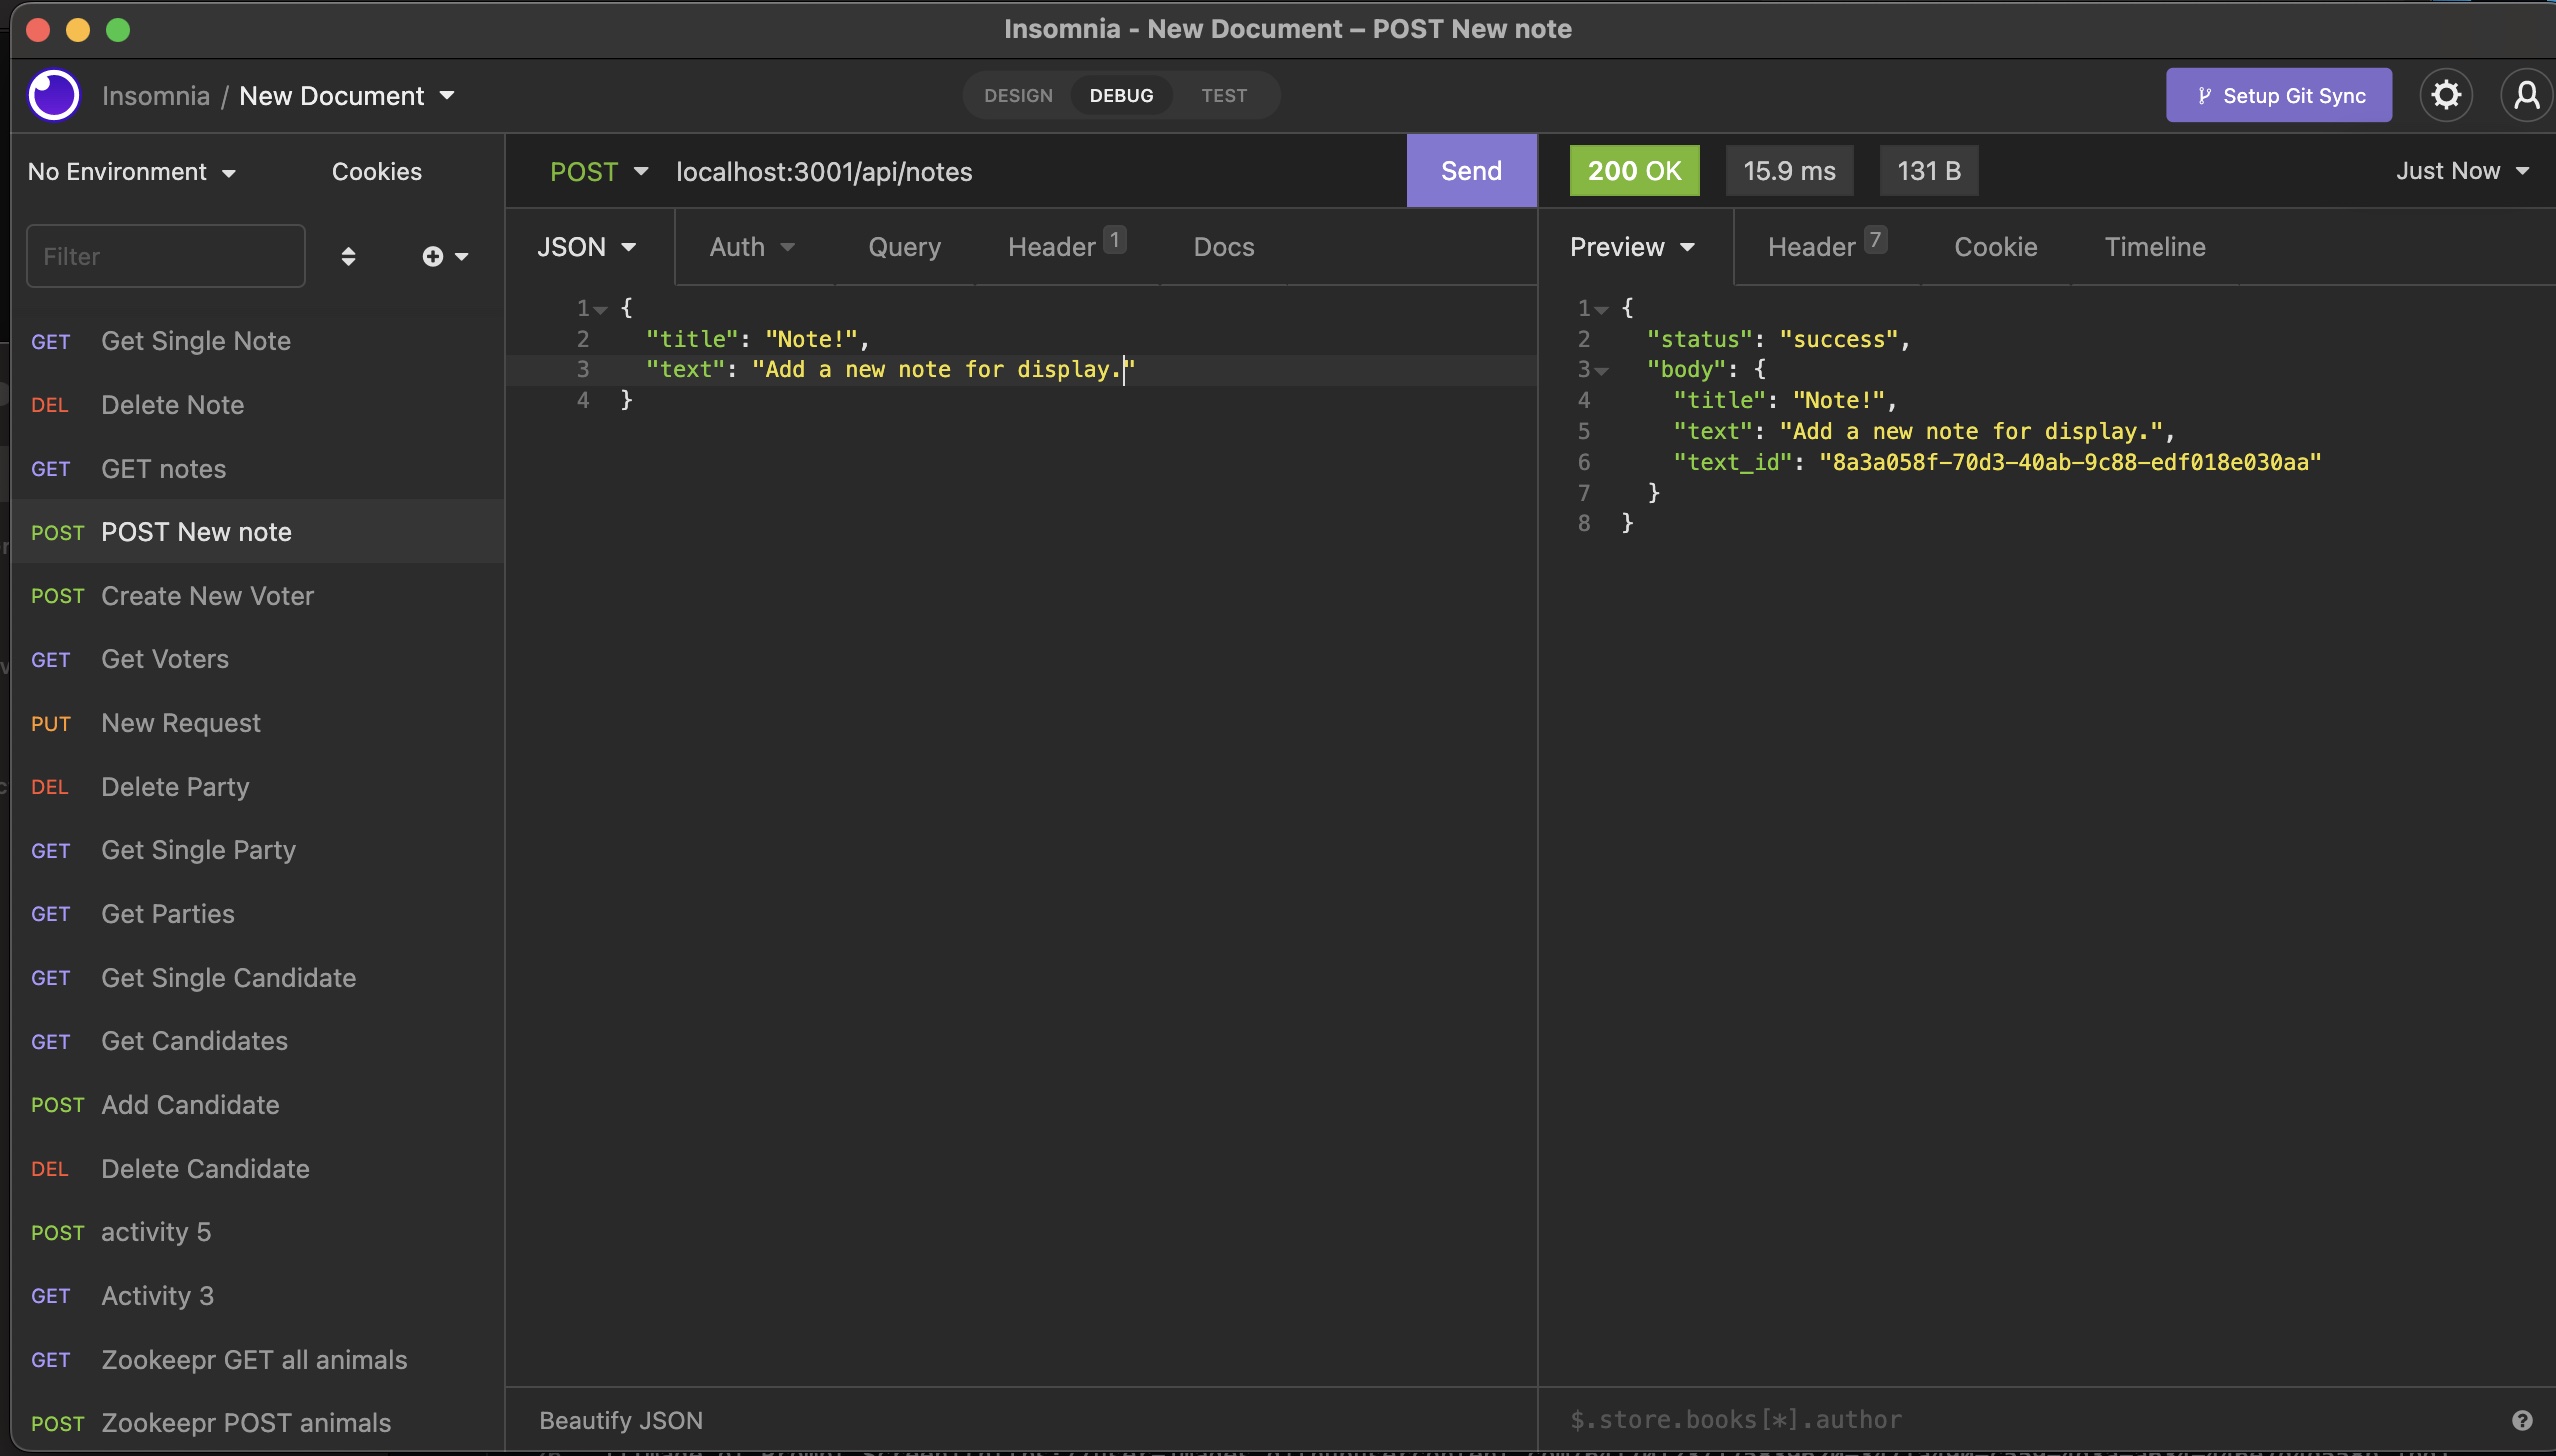 Insomnia - New Document – POST New note
Insomnia / New Document
DESIGN DEBUG TEST
Setup Git Sync
No Environment Cookies
Filter
GET Get Single Note
DEL Delete Note
GET GET notes
POST POST New note
POST Create New Voter
GET Get Voters
PUT New Request
DEL Delete Party
GET Get Single Party
GET Get Parties
GET Get Single Candidate
GET Get Candidates
POST Add Candidate
DEL Delete Candidate
POST activity 5
GET Activity 3
GET Zookeepr GET all animals
POST Zookeepr POST animals
POST localhost:3001/api/notes Send
JSON Auth Query Header 1 Docs
1 {
2 "title": "Note!",
3 "text": "Add a new note for display."
4 }
Beautify JSON
200 OK 15.9 ms 131 B Just Now
Preview Header 7 Cookie Timeline
1 {
2 "status": "success",
3 "body": {
4 "title": "Note!",
5 "text": "Add a new note for display.",
6 "text_id": "8a3a058f-70d3-40ab-9c88-edf018e030aa"
7 }
8 }
$.store.books[*].author